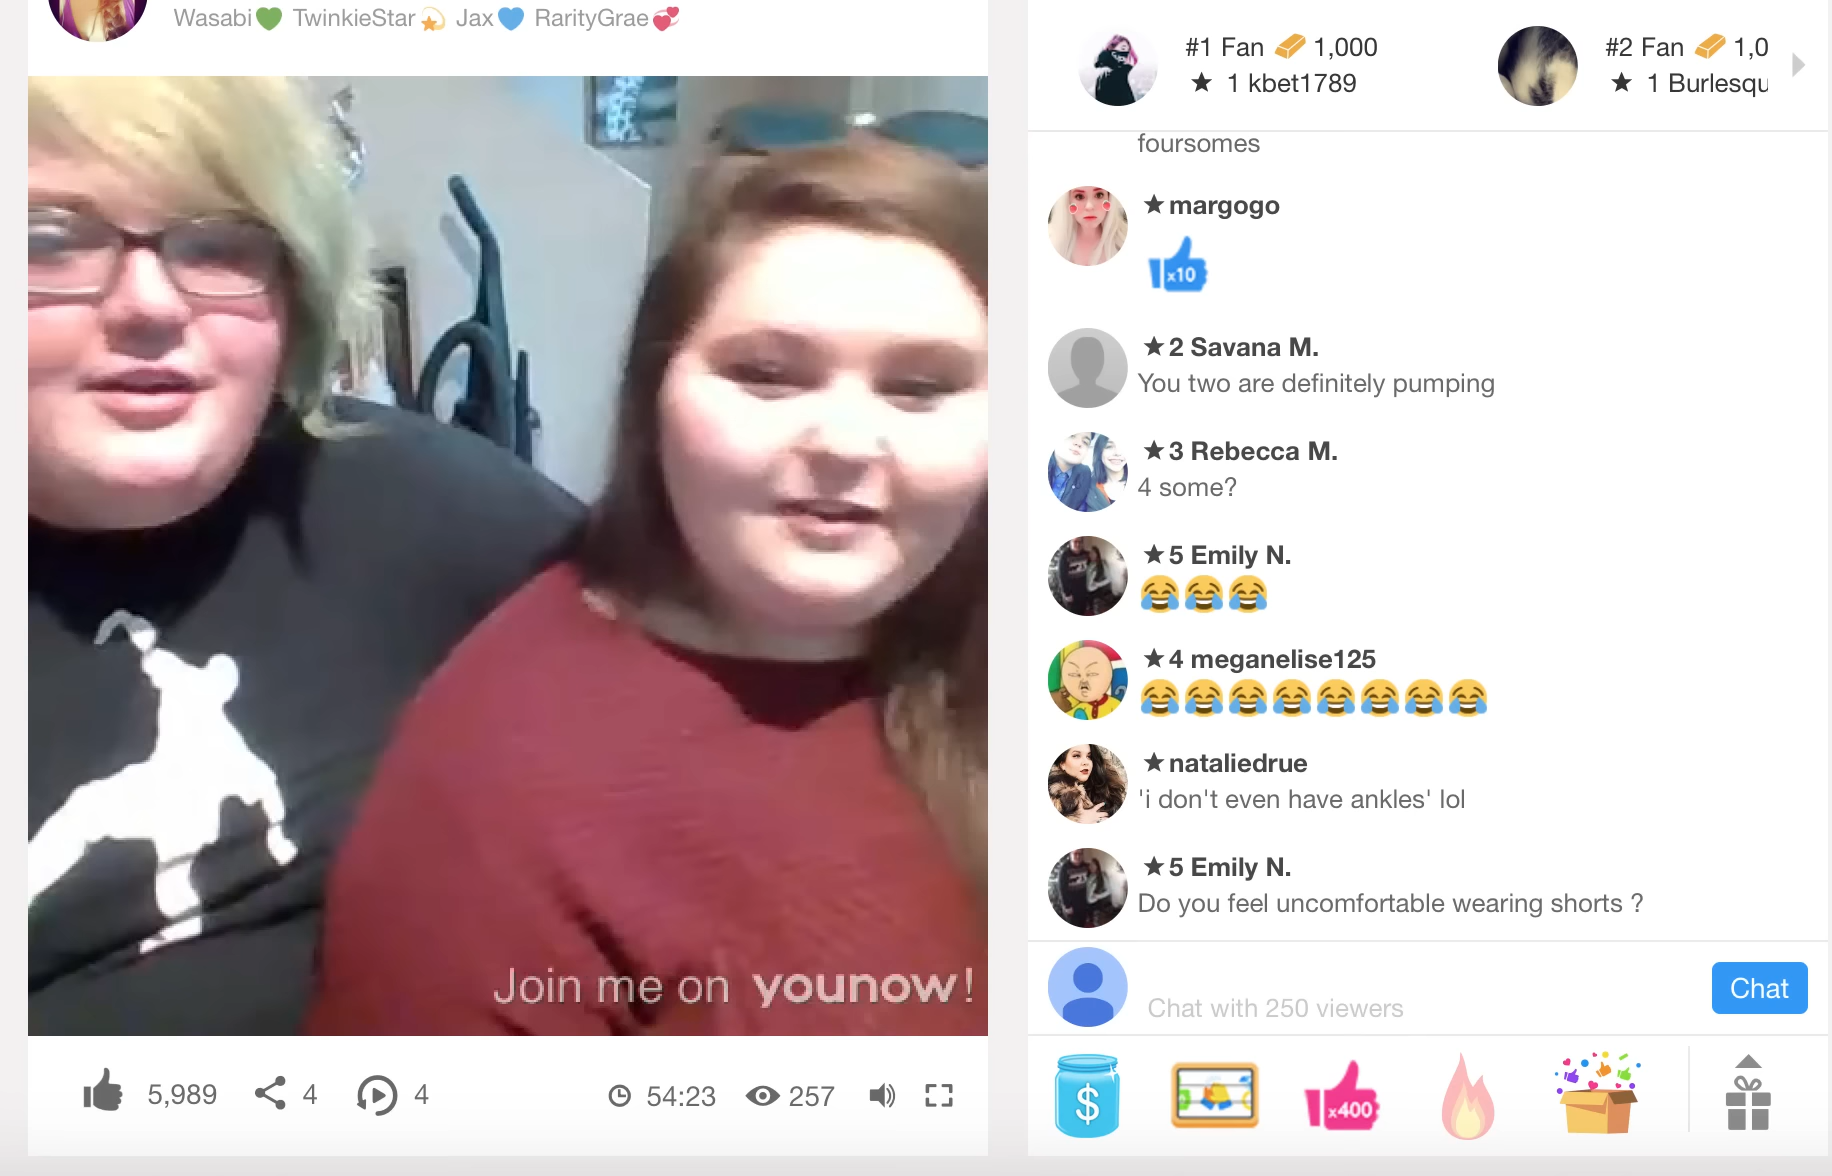 Wasabi💚 TwinkieStar💫 Jax💙 RarityGrae💞
Join me on younow!
5,989
4
4
54:23
257
#1 Fan 1,000
★ 1 kbet1789
#2 Fan 1,0
★ 1 Burlesqu
foursomes
★ margogo
x10
★ 2 Savana M.
You two are definitely pumping
★ 3 Rebecca M.
4 some?
★ 5 Emily N.
😂😂😂
★ 4 meganelise125
😂😂😂😂😂😂😂😂
★ nataliedrue
'i don't even have ankles' lol
★ 5 Emily N.
Do you feel uncomfortable wearing shorts ?
Chat with 250 viewers
Chat
$
x400